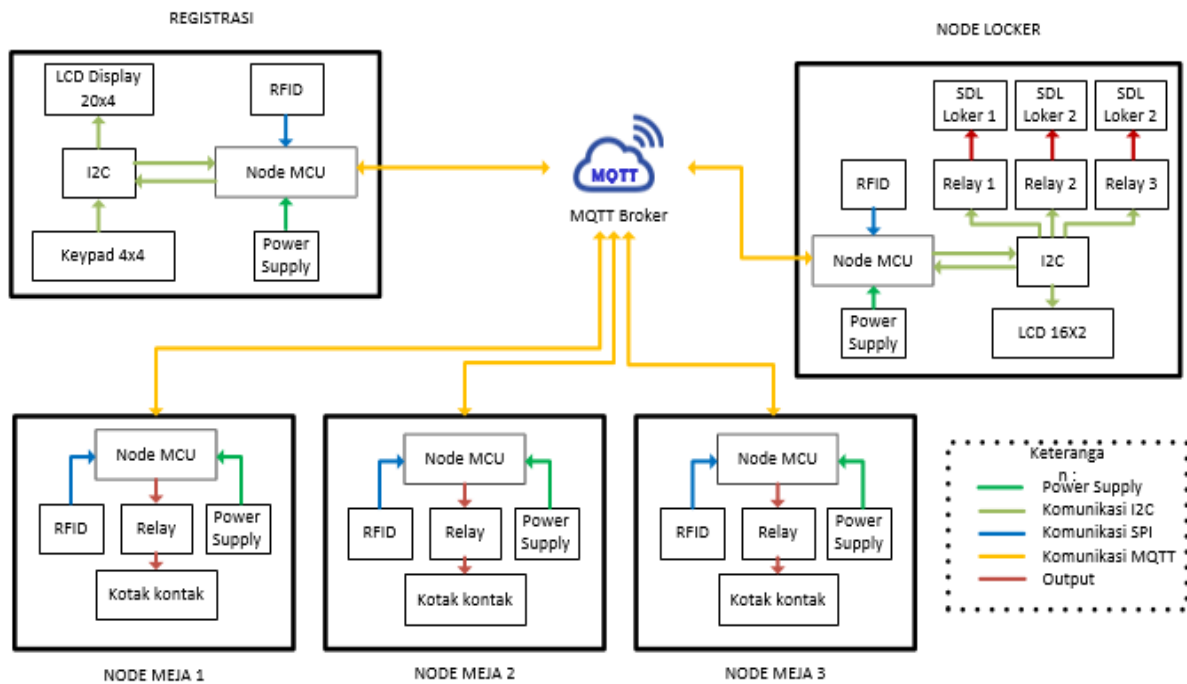 REGISTRASI
LCD Display
20x4
RFID
I2C
Node MCU
Keypad 4x4
Power
Supply
MQTT
MQTT Broker
NODE LOCKER
SDL
Loker 1
SDL
Loker 2
SDL
Loker 2
RFID
Relay 1
Relay 2
Relay 3
Node MCU
I2C
Power
Supply
LCD 16X2
Node MCU
RFID
Relay
Power
Supply
Kotak kontak
NODE MEJA 1
Node MCU
RFID
Relay
Power
Supply
Kotak kontak
NODE MEJA 2
Node MCU
RFID
Relay
Power
Supply
Kotak kontak
NODE MEJA 3
Keteranga
n :
Power Supply
Komunikasi I2C
Komunikasi SPI
Komunikasi MQTT
Output